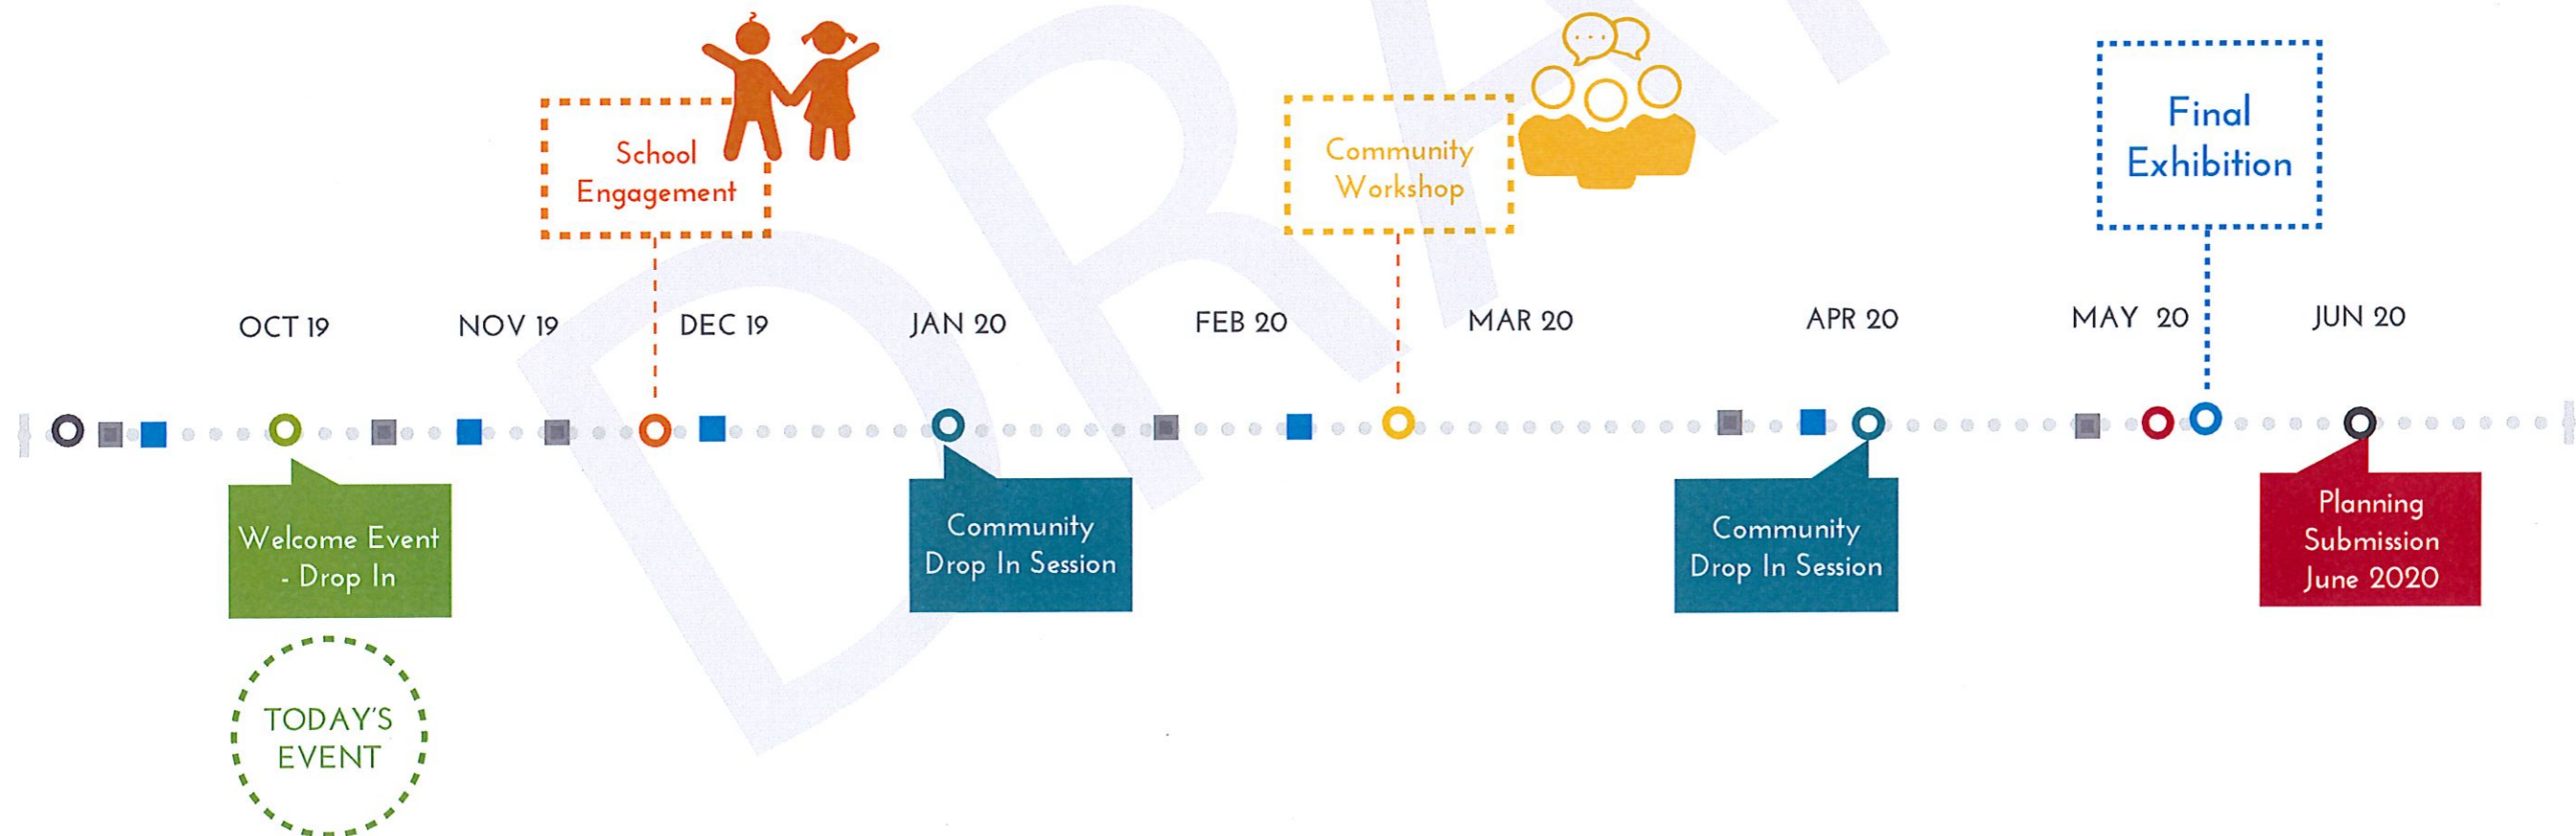 School
Engagement
Community
Workshop
Final
Exhibition
OCT 19
NOV 19
DEC 19
JAN 20
FEB 20
MAR 20
APR 20
MAY 20
JUN 20
Welcome Event
- Drop In
Community
Drop In Session
Community
Drop In Session
Planning
Submission
June 2020
TODAY'S
EVENT